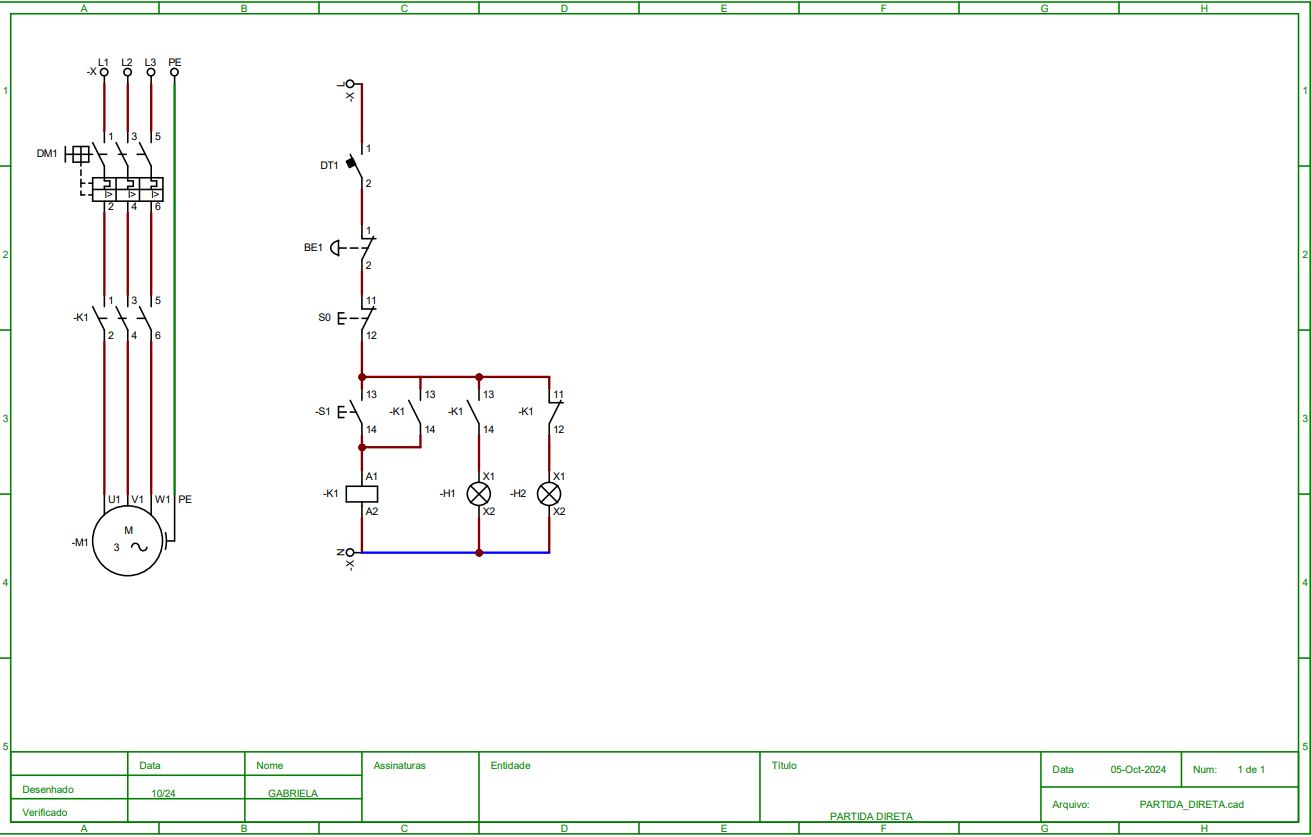 A B C D E F G H
L1 L2 L3 PE
-X
L
-X
1 1
1 3 5
DM1
1
DT1
2
I> I> I>
2 4 6
1
BE1
2
2 2
1 3 5
-K1
2 4 6
11
S0
12
13 13 13 11
-S1 -K1 -K1 -K1
14 14 14 12
3 3
A1 X1 X1
-K1 -H1 -H2
A2 X2 X2
U1 V1 W1 PE
M
-M1 3
N
-X
4 4
5 5
Data Nome Assinaturas Entidade Título
Data 05-Oct-2024 Num: 1 de 1
Desenhado 10/24 GABRIELA
Arquivo: PARTIDA_DIRETA.cad
Verificado
PARTIDA DIRETA
A B C D E F G H